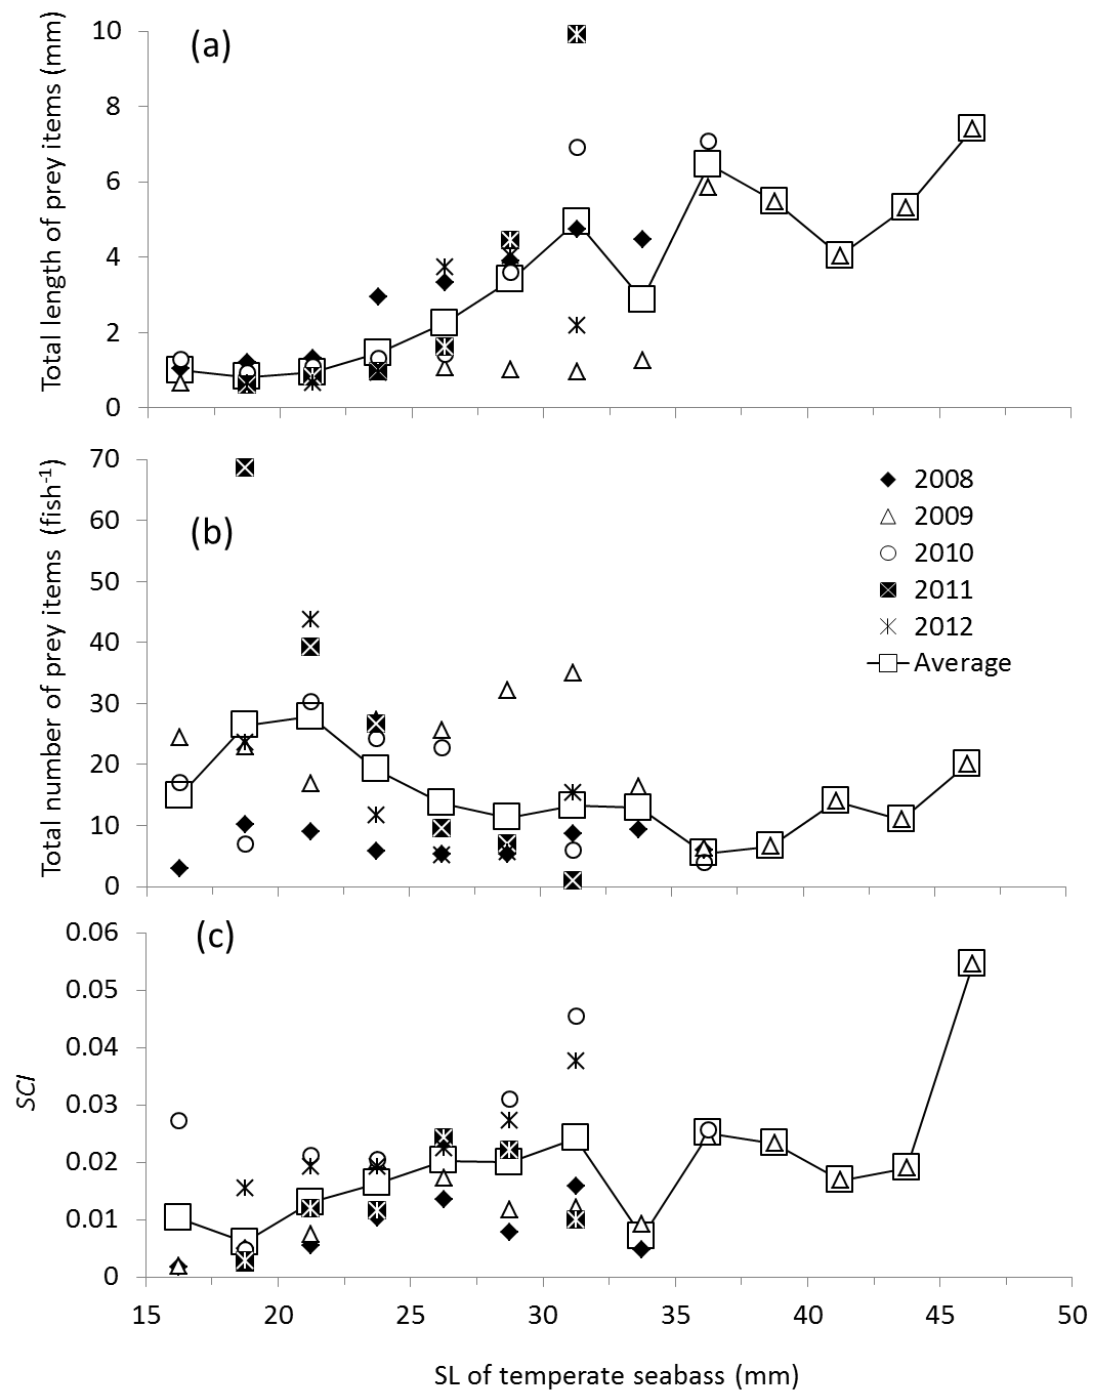 (a)
Total length of prey items (mm)
10
8
6
4
2
0
(b)
Total number of prey items (fish⁻¹)
70
60
50
40
30
20
10
0
2008
2009
2010
2011
2012
Average
(c)
SCI
0.06
0.05
0.04
0.03
0.02
0.01
0
15 20 25 30 35 40 45 50
SL of temperate seabass (mm)